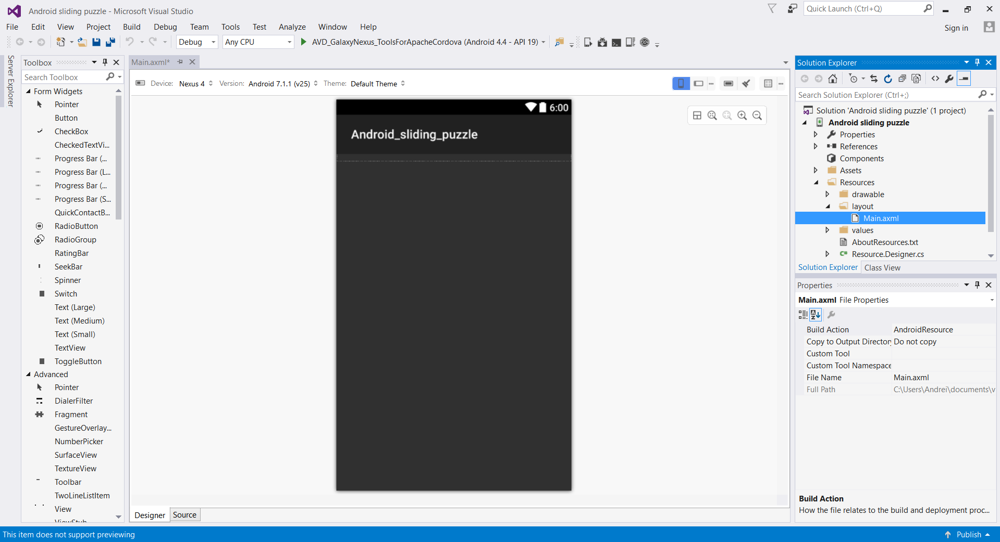 Android sliding puzzle - Microsoft Visual Studio
Quick Launch (Ctrl+Q)
File Edit View Project Build Debug Team Tools Test Analyze Window Help
Sign in
Debug
Any CPU
AVD_GalaxyNexus_ToolsForApacheCordova (Android 4.4 - API 19)
Server Explorer
Toolbox
Search Toolbox
Form Widgets
Pointer
Button
CheckBox
CheckedTextVi...
Progress Bar (...
Progress Bar (L...
Progress Bar (...
Progress Bar (S...
QuickContactB...
RadioButton
RadioGroup
RatingBar
SeekBar
Spinner
Switch
Text (Large)
Text (Medium)
Text (Small)
TextView
ToggleButton
Advanced
Pointer
DialerFilter
Fragment
GestureOverlay...
NumberPicker
SurfaceView
TextureView
Toolbar
TwoLineListItem
View
ViewStub
Main.axml*
Device: Nexus 4 Version: Android 7.1.1 (v25) Theme: Default Theme
6:00
Android_sliding_puzzle
Designer Source
Solution Explorer
Search Solution Explorer (Ctrl+;)
Solution 'Android sliding puzzle' (1 project)
Android sliding puzzle
Properties
References
Components
Assets
Resources
drawable
layout
Main.axml
values
AboutResources.txt
C# Resource.Designer.cs
Solution Explorer Class View
Properties
Main.axml File Properties
Build Action AndroidResource
Copy to Output Director Do not copy
Custom Tool
Custom Tool Namespace
File Name Main.axml
Full Path C:\Users\Andrei\documents\v
Build Action
How the file relates to the build and deployment proc...
This item does not support previewing
Publish